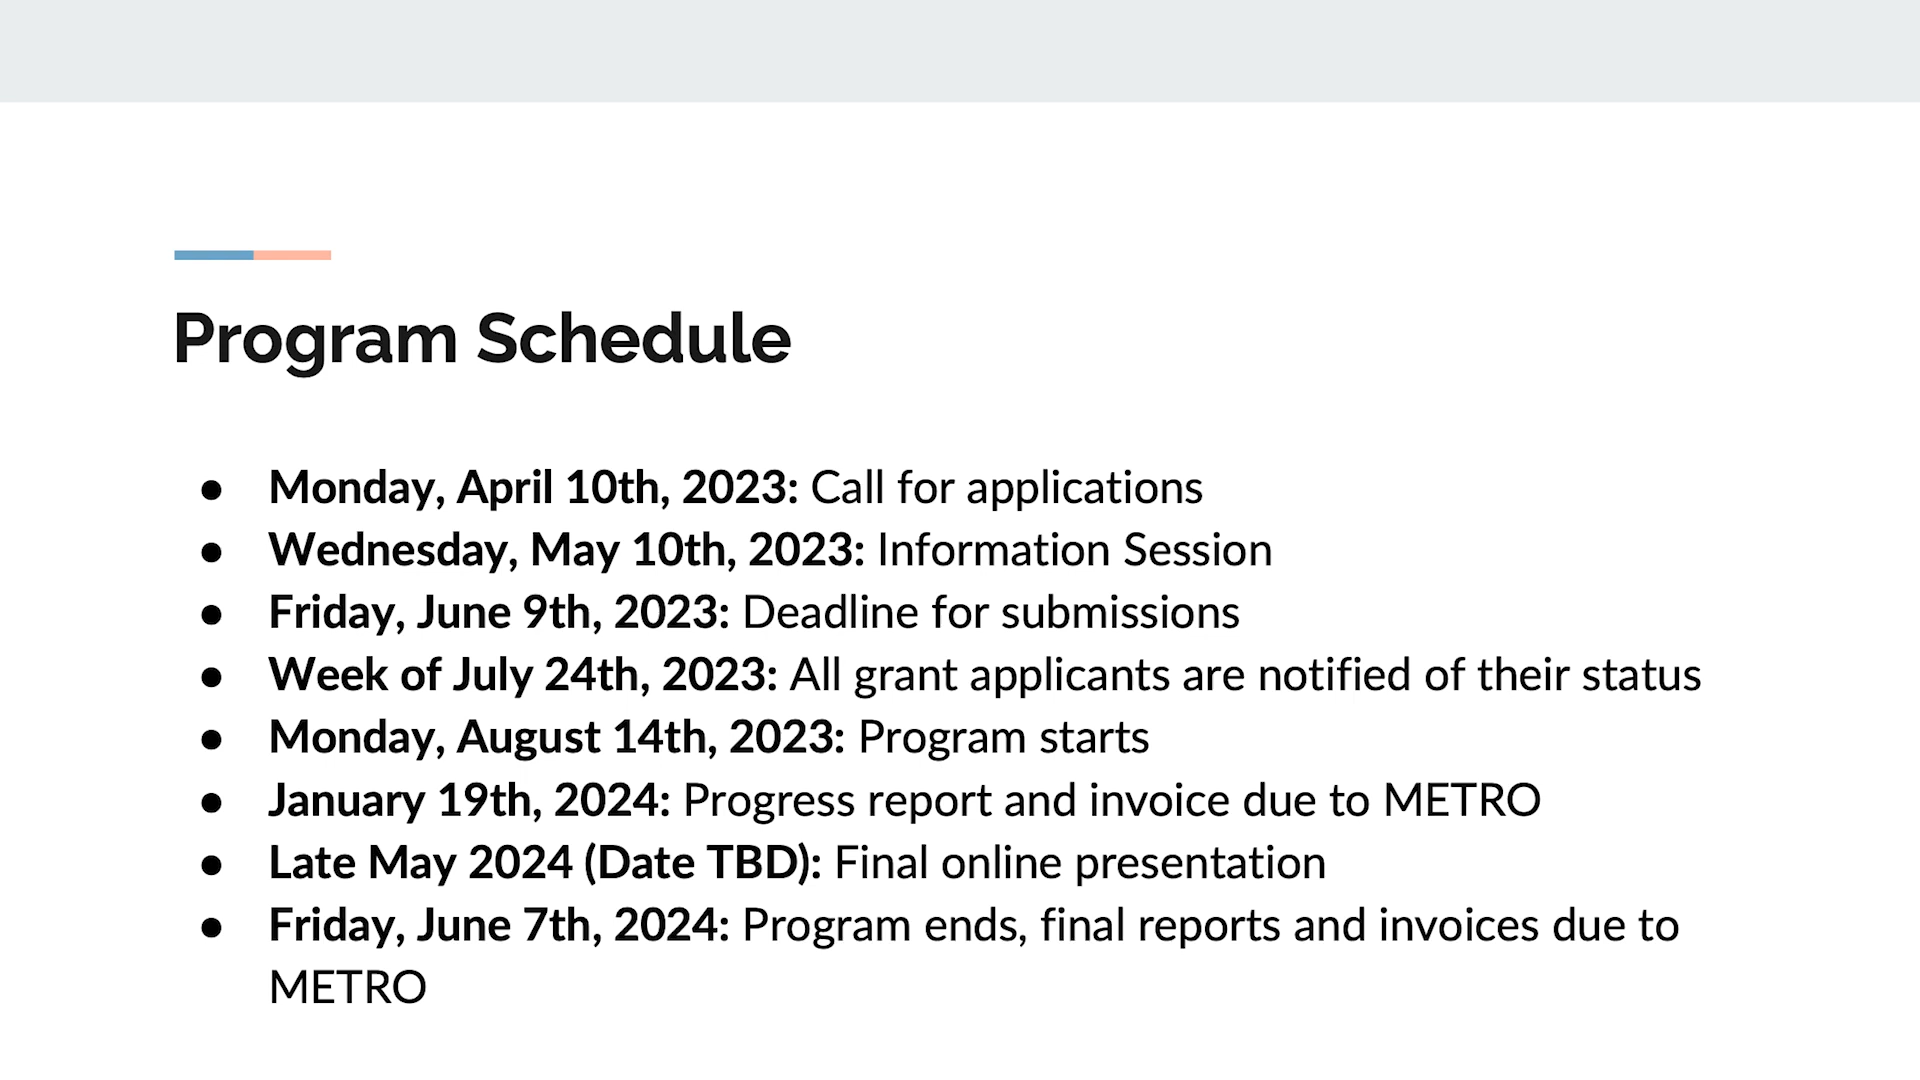 Program Schedule
● Monday, April 10th, 2023: Call for applications
● Wednesday, May 10th, 2023: Information Session
● Friday, June 9th, 2023: Deadline for submissions
● Week of July 24th, 2023: All grant applicants are notified of their status
● Monday, August 14th, 2023: Program starts
● January 19th, 2024: Progress report and invoice due to METRO
● Late May 2024 (Date TBD): Final online presentation
● Friday, June 7th, 2024: Program ends, final reports and invoices due to
METRO